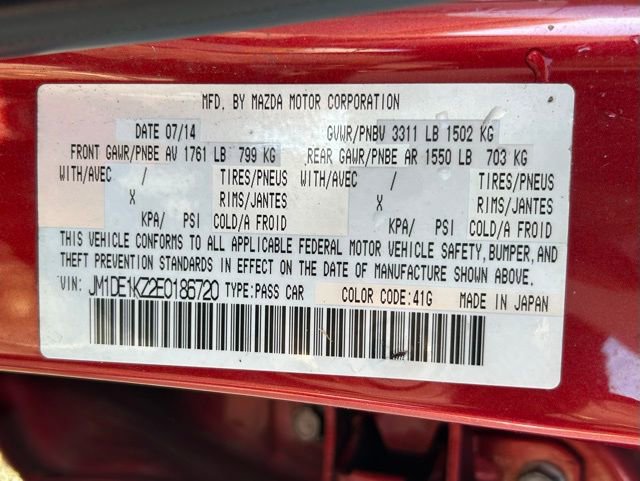 MFD. BY MAZDA MOTOR CORPORATION
DATE 07/14 GVWR/PNBV 3311 LB 1502 KG
FRONT GAWR/PNBE AV 1761 LB 799 KG REAR GAWR/PNBE AR 1550 LB 703 KG
WITH/AVEC / TIRES/PNEUS WITH/AVEC / TIRES/PNEUS
X RIMS/JANTES X RIMS/JANTES
KPA/ PSI COLD/A FROID KPA/ PSI COLD/A FROID
THIS VEHICLE CONFORMS TO ALL APPLICABLE FEDERAL MOTOR VEHICLE SAFETY, BUMPER, AND
THEFT PREVENTION STANDARDS IN EFFECT ON THE DATE OF MANUFACTURE SHOWN ABOVE.
VIN: JM1DE1KZ2E0186720 TYPE:PASS CAR COLOR CODE:41G MADE IN JAPAN